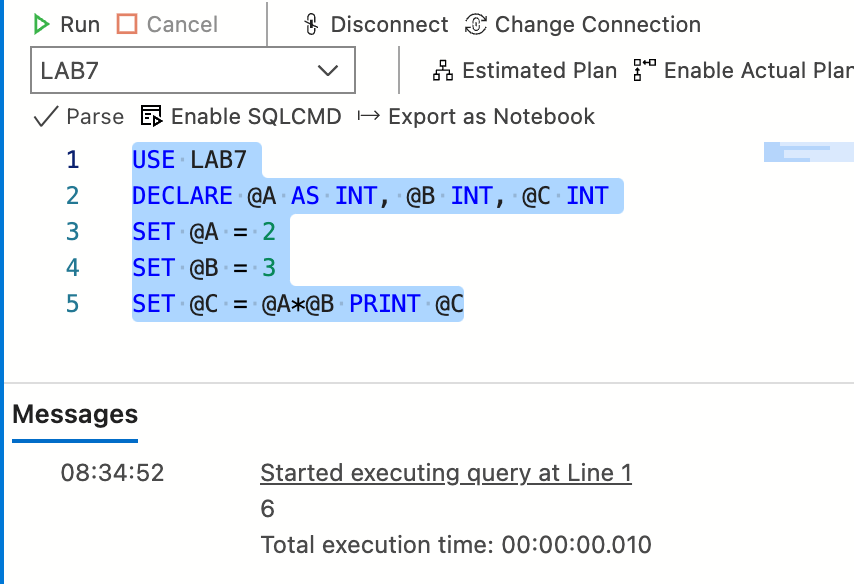 Run Cancel Disconnect Change Connection
LAB7 Estimated Plan Enable Actual Plan
Parse Enable SQLCMD Export as Notebook
1 USE LAB7
2 DECLARE @A AS INT, @B INT, @C INT
3 SET @A = 2
4 SET @B = 3
5 SET @C = @A*@B PRINT @C
Messages
08:34:52 Started executing query at Line 1
6
Total execution time: 00:00:00.010